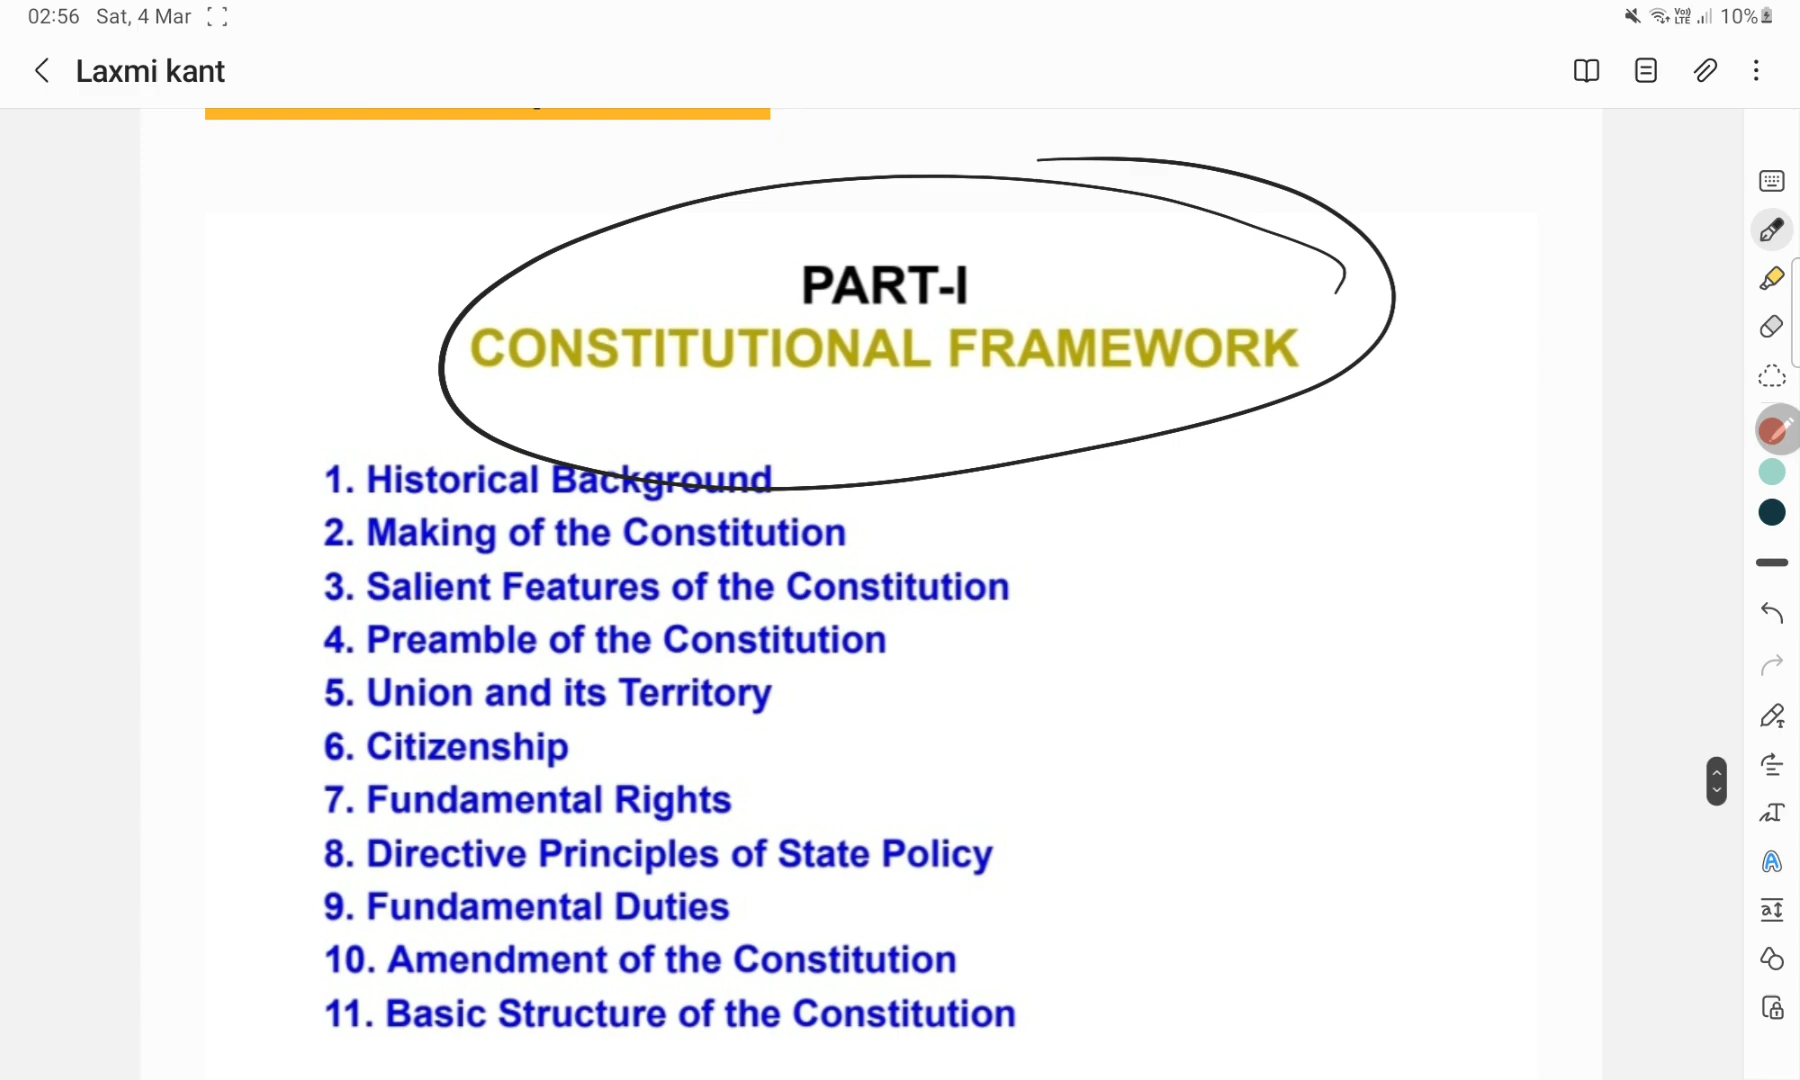 02:56 Sat, 4 Mar
10%
Laxmi kant
PART-I
CONSTITUTIONAL FRAMEWORK
1. Historical Background
2. Making of the Constitution
3. Salient Features of the Constitution
4. Preamble of the Constitution
5. Union and its Territory
6. Citizenship
7. Fundamental Rights
8. Directive Principles of State Policy
9. Fundamental Duties
10. Amendment of the Constitution
11. Basic Structure of the Constitution